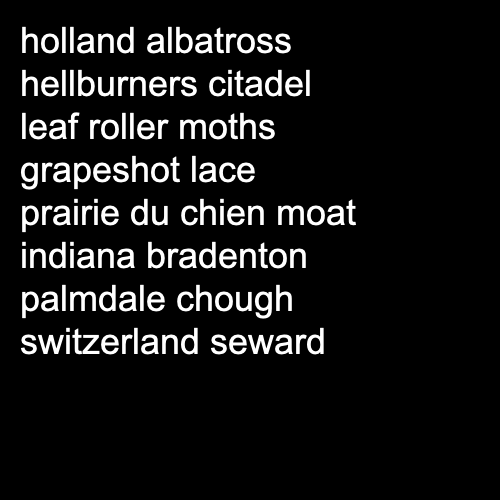 holland albatross
hellburners citadel
leaf roller moths
grapeshot lace
prairie du chien moat
indiana bradenton
palmdale chough
switzerland seward